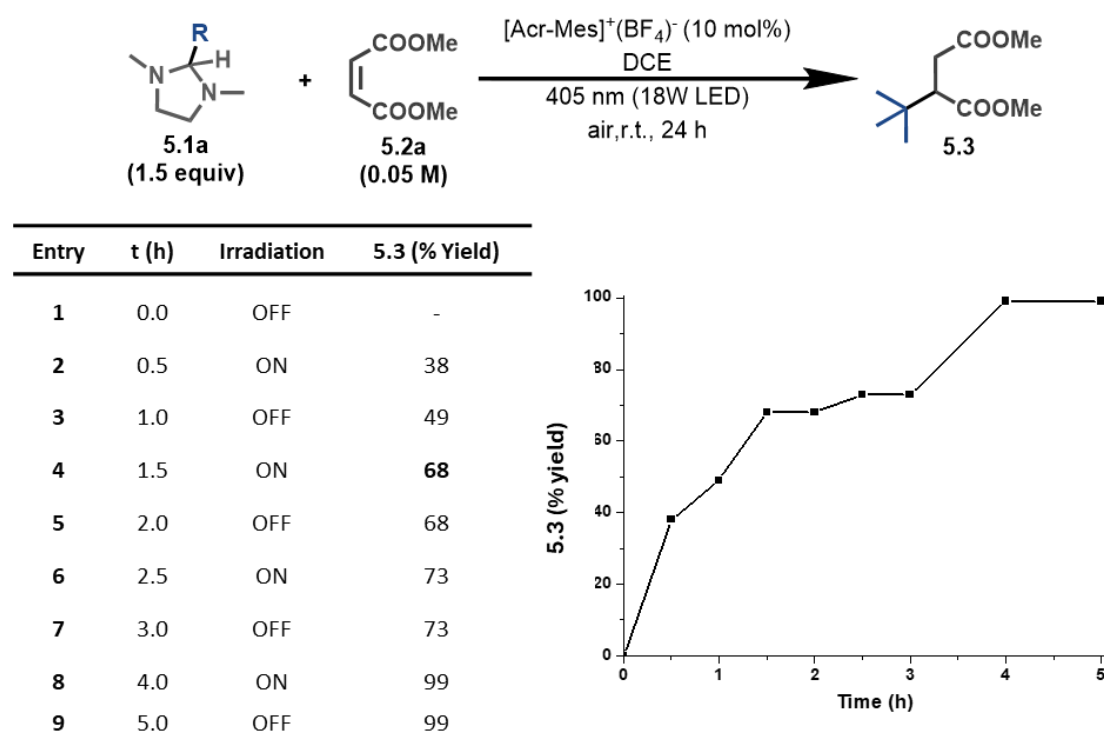 R
H
N
N
5.1a
(1.5 equiv)
+
COOMe
COOMe
5.2a
(0.05 M)
[Acr-Mes]⁺(BF₄)⁻ (10 mol%)
DCE
405 nm (18W LED)
air,r.t., 24 h
COOMe
COOMe
5.3
Entry t (h) Irradiation 5.3 (% Yield)
1 0.0 OFF -
2 0.5 ON 38
3 1.0 OFF 49
4 1.5 ON 68
5 2.0 OFF 68
6 2.5 ON 73
7 3.0 OFF 73
8 4.0 ON 99
9 5.0 OFF 99
5.3 (% yield)
100
80
60
40
20
0
0 1 2 3 4 5
Time (h)